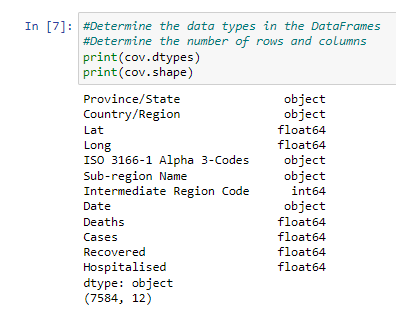 In [7]: #Determine the data types in the DataFrames
#Determine the number of rows and columns
print(cov.dtypes)
print(cov.shape)
Province/State object
Country/Region object
Lat float64
Long float64
ISO 3166-1 Alpha 3-Codes object
Sub-region Name object
Intermediate Region Code int64
Date object
Deaths float64
Cases float64
Recovered float64
Hospitalised float64
dtype: object
(7584, 12)